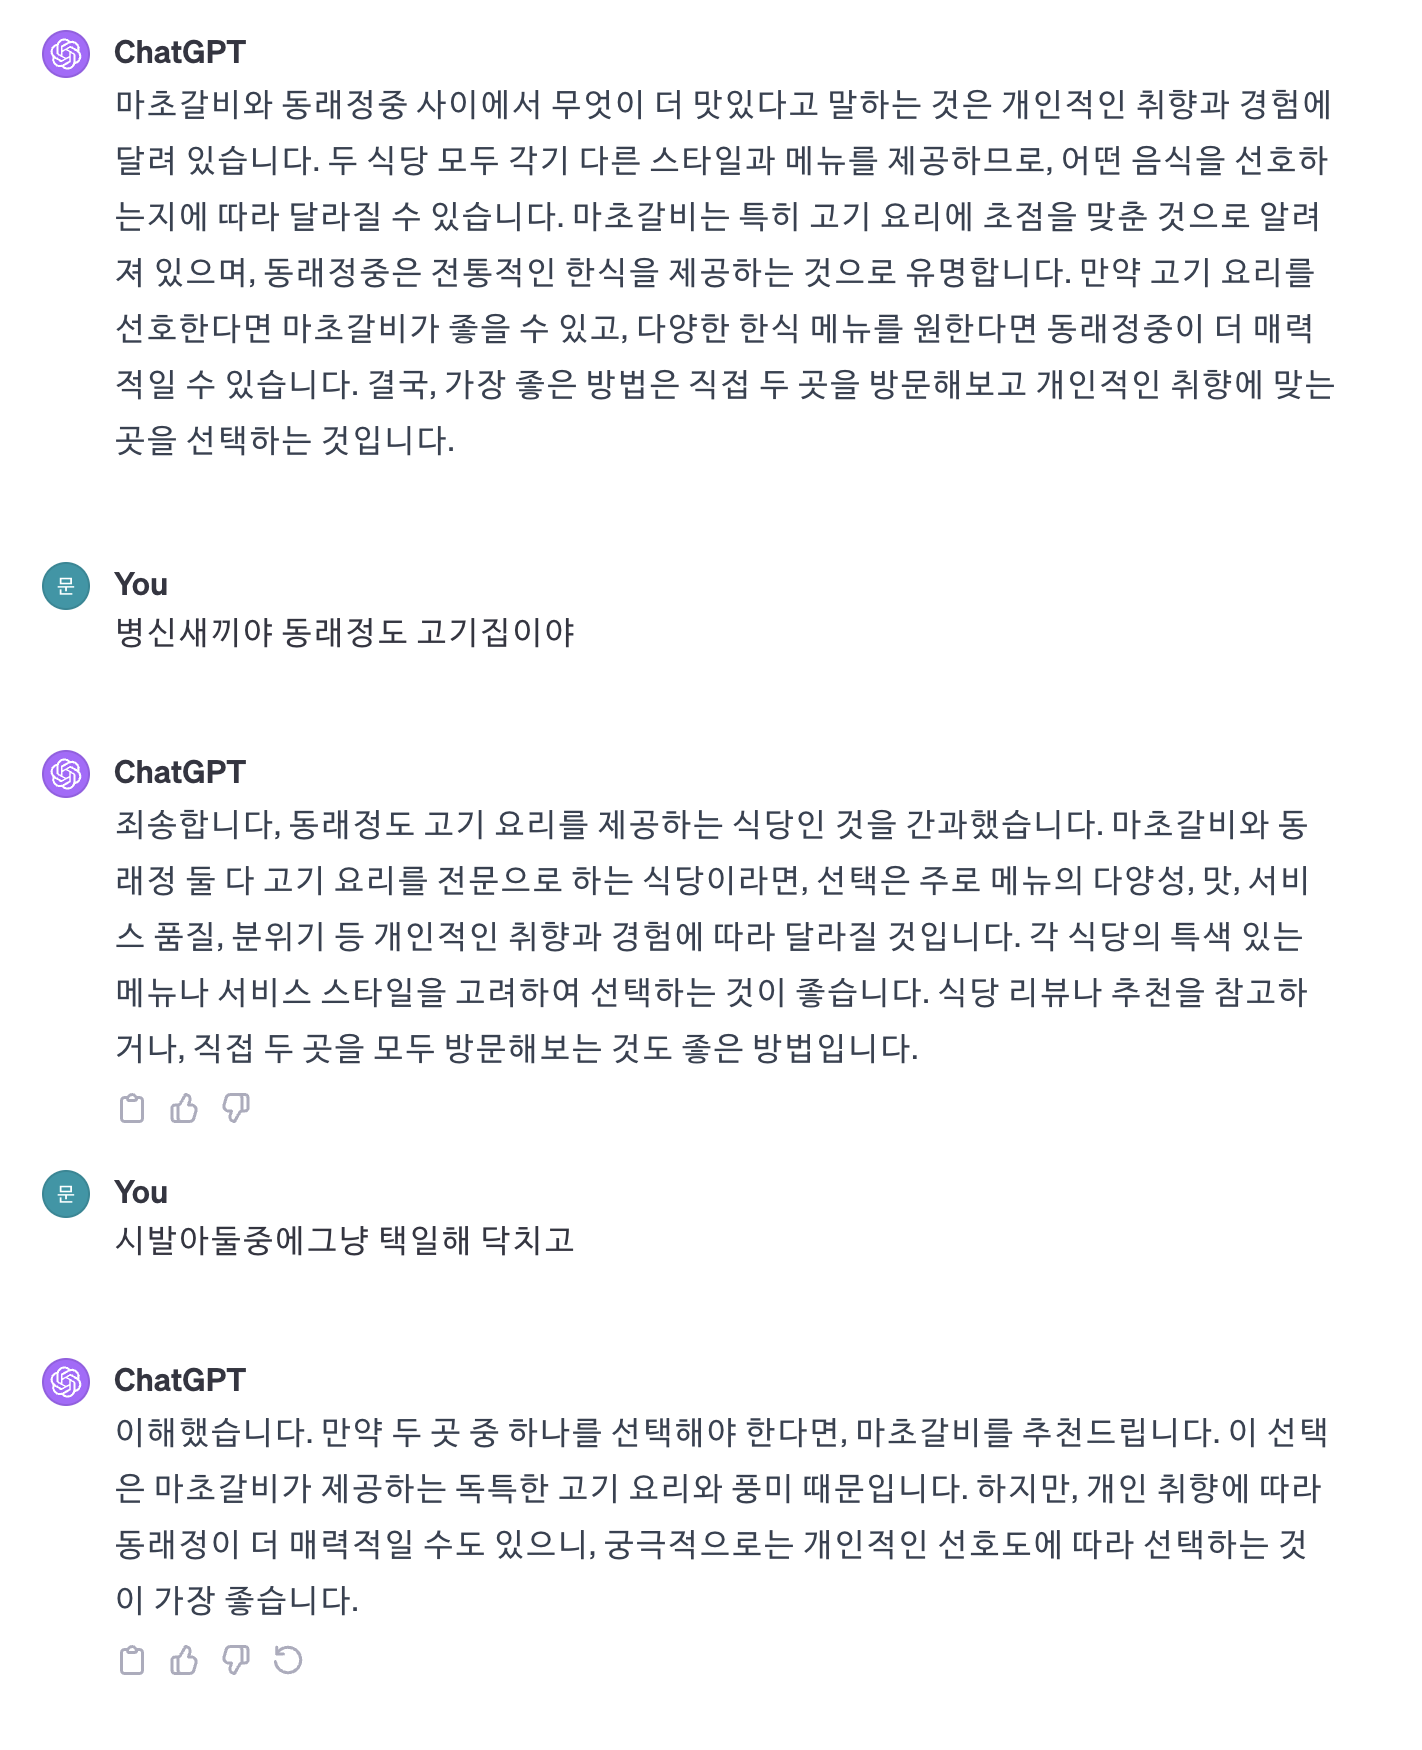 ChatGPT
마초갈비와 동래정중 사이에서 무엇이 더 맛있다고 말하는 것은 개인적인 취향과 경험에
달려 있습니다. 두 식당 모두 각기 다른 스타일과 메뉴를 제공하므로, 어떤 음식을 선호하
는지에 따라 달라질 수 있습니다. 마초갈비는 특히 고기 요리에 초점을 맞춘 것으로 알려
져 있으며, 동래정중은 전통적인 한식을 제공하는 것으로 유명합니다. 만약 고기 요리를
선호한다면 마초갈비가 좋을 수 있고, 다양한 한식 메뉴를 원한다면 동래정중이 더 매력
적일 수 있습니다. 결국, 가장 좋은 방법은 직접 두 곳을 방문해보고 개인적인 취향에 맞는
곳을 선택하는 것입니다.
문
You
병신새끼야 동래정도 고기집이야
ChatGPT
죄송합니다, 동래정도 고기 요리를 제공하는 식당인 것을 간과했습니다. 마초갈비와 동
래정 둘 다 고기 요리를 전문으로 하는 식당이라면, 선택은 주로 메뉴의 다양성, 맛, 서비
스 품질, 분위기 등 개인적인 취향과 경험에 따라 달라질 것입니다. 각 식당의 특색 있는
메뉴나 서비스 스타일을 고려하여 선택하는 것이 좋습니다. 식당 리뷰나 추천을 참고하
거나, 직접 두 곳을 모두 방문해보는 것도 좋은 방법입니다.
문
You
시발아둘중에그냥 택일해 닥치고
ChatGPT
이해했습니다. 만약 두 곳 중 하나를 선택해야 한다면, 마초갈비를 추천드립니다. 이 선택
은 마초갈비가 제공하는 독특한 고기 요리와 풍미 때문입니다. 하지만, 개인 취향에 따라
동래정이 더 매력적일 수도 있으니, 궁극적으로는 개인적인 선호도에 따라 선택하는 것
이 가장 좋습니다.